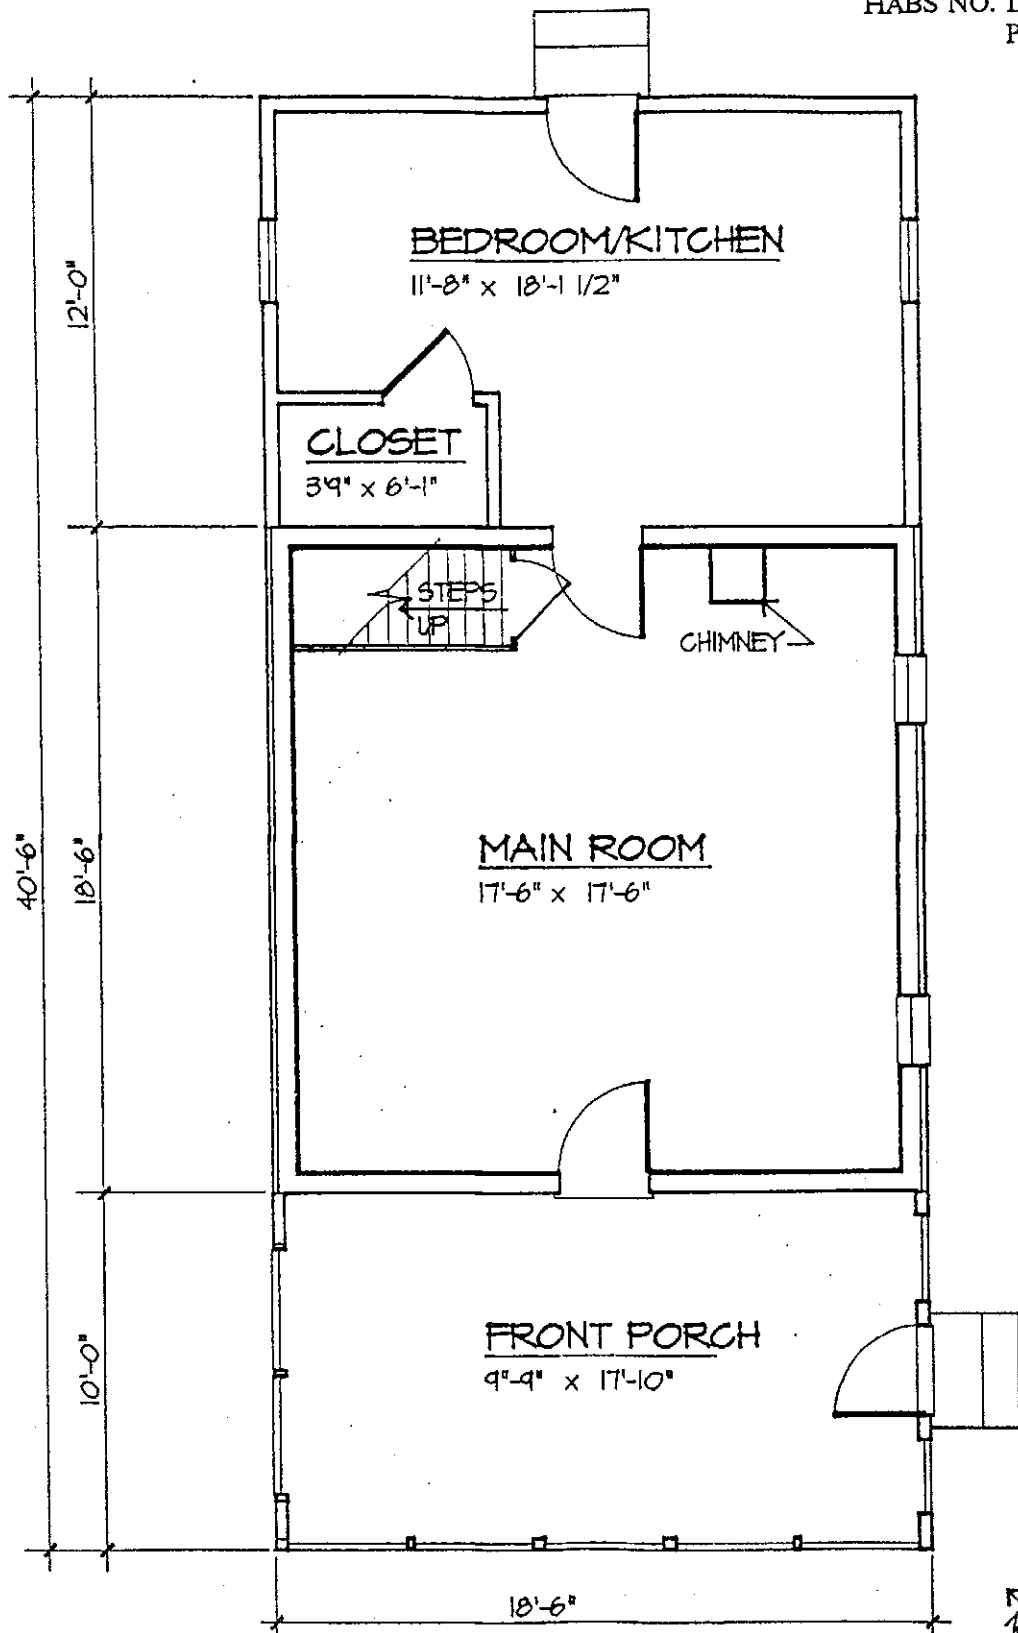 HABS NO.
BEDROOM/KITCHEN
11'-8" x 18'-1 1/2"
12'-0"
CLOSET
3'9" x 6'-1"
STEPS
UP
CHIMNEY
MAIN ROOM
17'-6" x 17'-6"
40'-6"
18'-6"
FRONT PORCH
9"-9" x 17'-10"
10'-0"
18'-6"